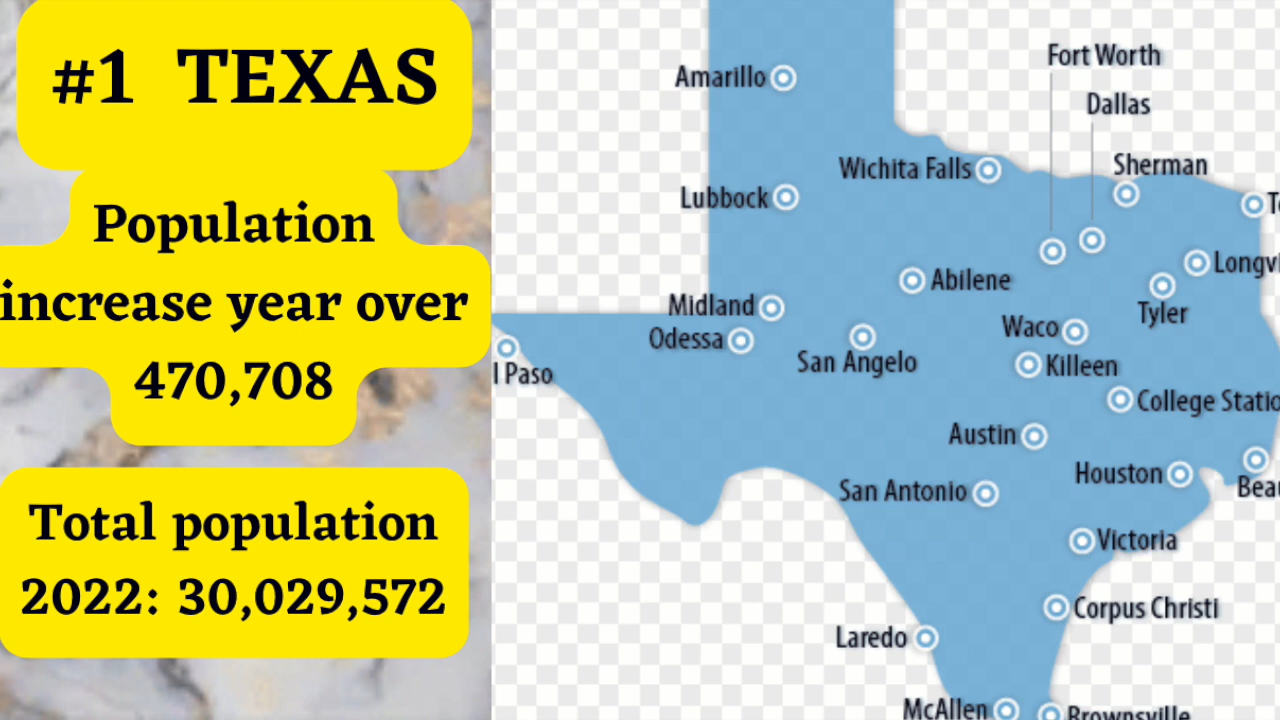 #1 TEXAS
Population
increase year over
470,708
Total population
2022: 30,029,572
Fort Worth
Amarillo
Dallas
Wichita Falls
Sherman
Lubbock
Longvi
Abilene
Midland
Tyler
Odessa
Waco
San Angelo
Killeen
l Paso
College Statio
Austin
Houston
San Antonio
Beau
Victoria
Corpus Christi
Laredo
McAllen
Brownsville